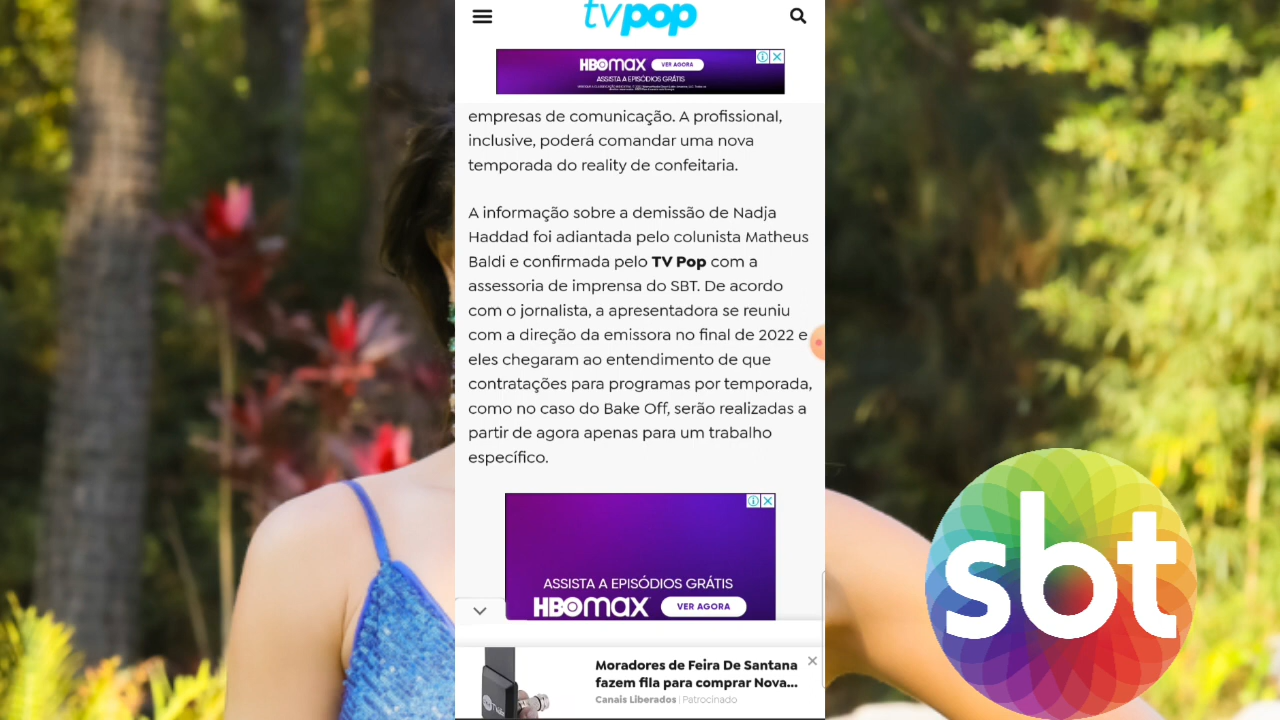 tvpop
HBOMAX VER AGORA
ASSISTA A EPISÓDIOS GRÁTIS
empresas de comunicação. A profissional,
inclusive, poderá comandar uma nova
temporada do reality de confeitaria.
A informação sobre a demissão de Nadja
Haddad foi adiantada pelo colunista Matheus
Baldi e confirmada pelo TV Pop com a
assessoria de imprensa do SBT. De acordo
com o jornalista, a apresentadora se reuniu
com a direção da emissora no final de 2022 e
eles chegaram ao entendimento de que
contratações para programas por temporada,
como no caso do Bake Off, serão realizadas a
partir de agora apenas para um trabalho
específico.
ASSISTA A EPISÓDIOS GRÁTIS
HBOMAX VER AGORA
Moradores de Feira De Santana
fazem fila para comprar Nova...
Canais Liberados | Patrocinado
sbt